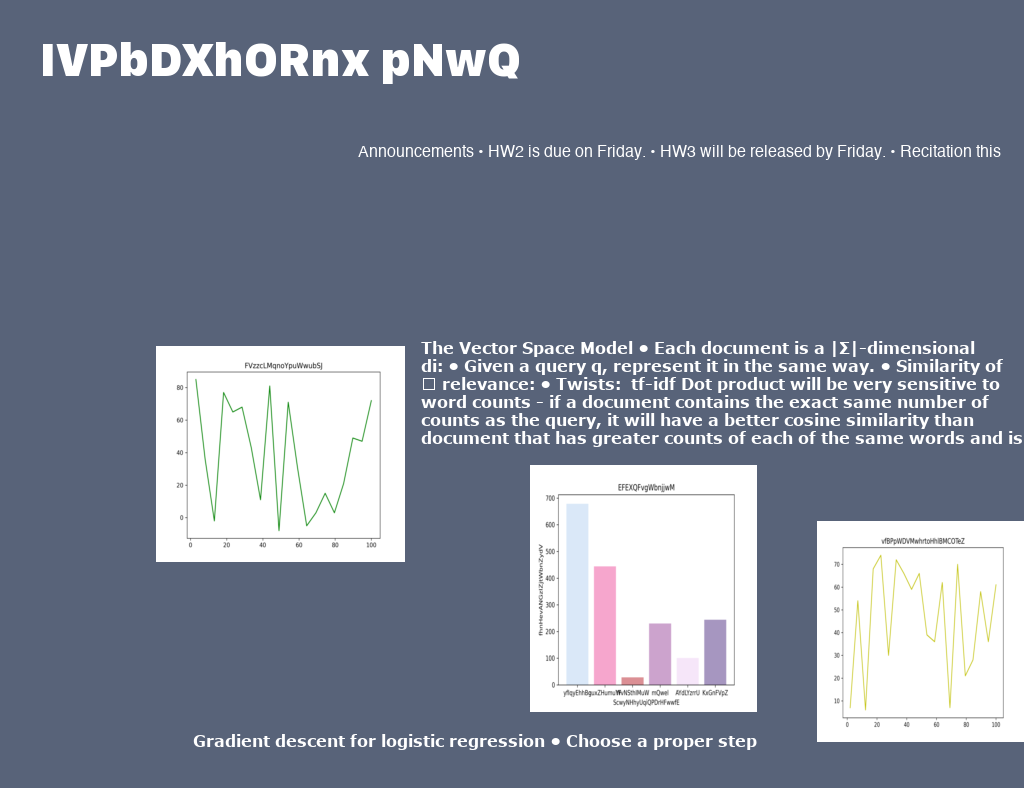 IVPbDXhORnx pNwQ
Announcements • HW2 is due on Friday. • HW3 will be released by Friday. • Recitation this
The Vector Space Model • Each document is a |Σ|-dimensional
di: • Given a query q, represent it in the same way. • Similarity of
□ relevance: • Twists: tf–idf Dot product will be very sensitive to
word counts – if a document contains the exact same number of
counts as the query, it will have a better cosine similarity than
document that has greater counts of each of the same words and is
FVzzcLMqnoYpuWwubSJ
80
60
40
20
0
0 20 40 60 80 100
EFEXQFvgWbnjjwM
700
600
500
400
300
200
100
0
mQwei AYdLYzrrU KxGnFVpZ
ScwyNHhyUqiQPDrHFwwfE
vfBPpWDVMwhrtoHhlBMCOTeZ
70
60
50
40
30
20
10
0 20 40 60 80 100
Gradient descent for logistic regression • Choose a proper step